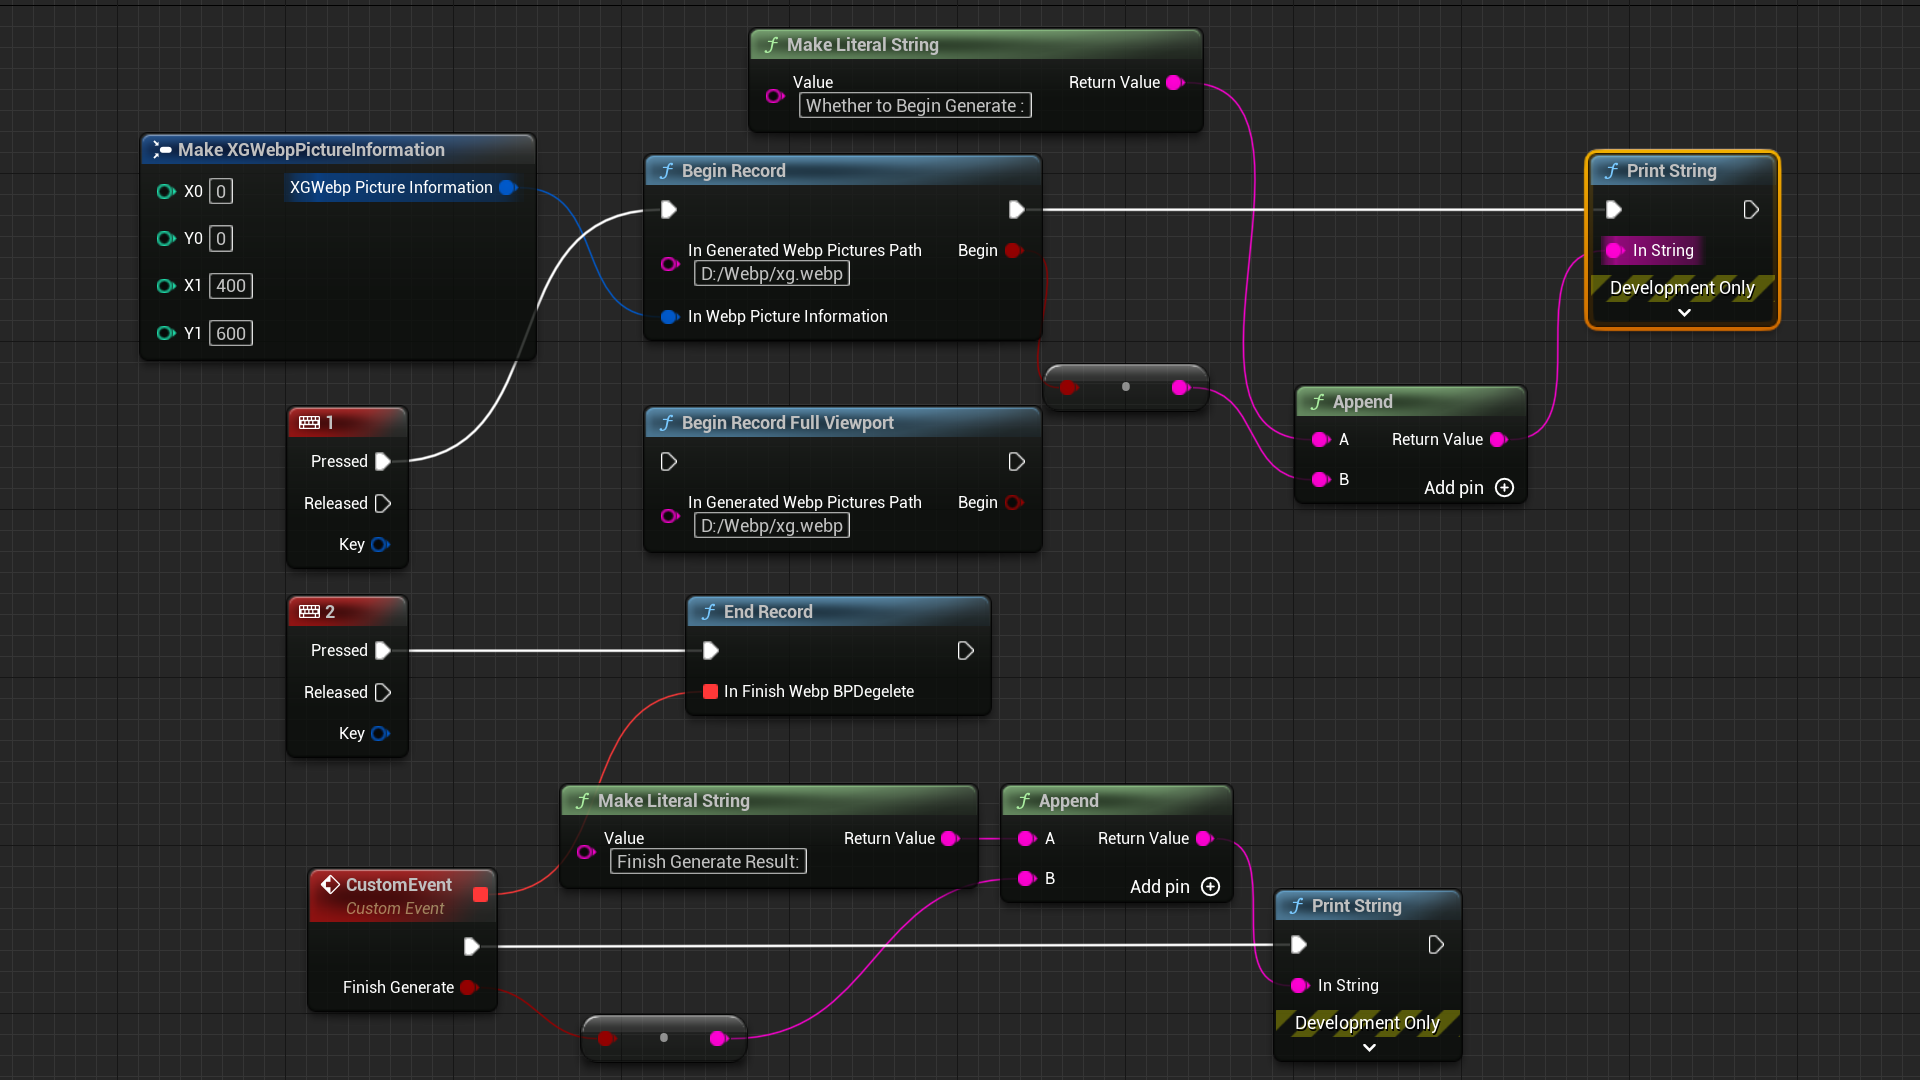 Make Literal String
Value
Return Value
Whether to Begin Generate :
Make XGWebpPictureInformation
X0 0
XGWebp Picture Information
Y0 0
X1 400
Y1 600
Begin Record
In Generated Webp Pictures Path
Begin
D:/Webp/xg.webp
In Webp Picture Information
Print String
In String
Development Only
Append
A
Return Value
B
Add pin
1
Pressed
Released
Key
Begin Record Full Viewport
In Generated Webp Pictures Path
Begin
D:/Webp/xg.webp
2
Pressed
Released
Key
End Record
In Finish Webp BPDegelete
Make Literal String
Value
Return Value
Finish Generate Result:
Append
A
Return Value
B
Add pin
CustomEvent
Custom Event
Finish Generate
Print String
In String
Development Only